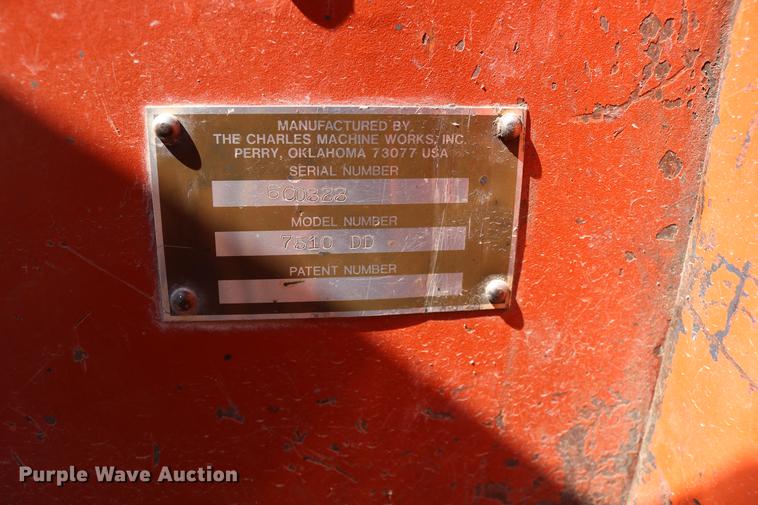 MANUFACTURED BY
THE CHARLES MACHINE WORKS, INC.
PERRY, OKLAHOMA 73077 USA
SERIAL NUMBER
MODEL NUMBER
7510 DD
PATENT NUMBER
Purple Wave Auction